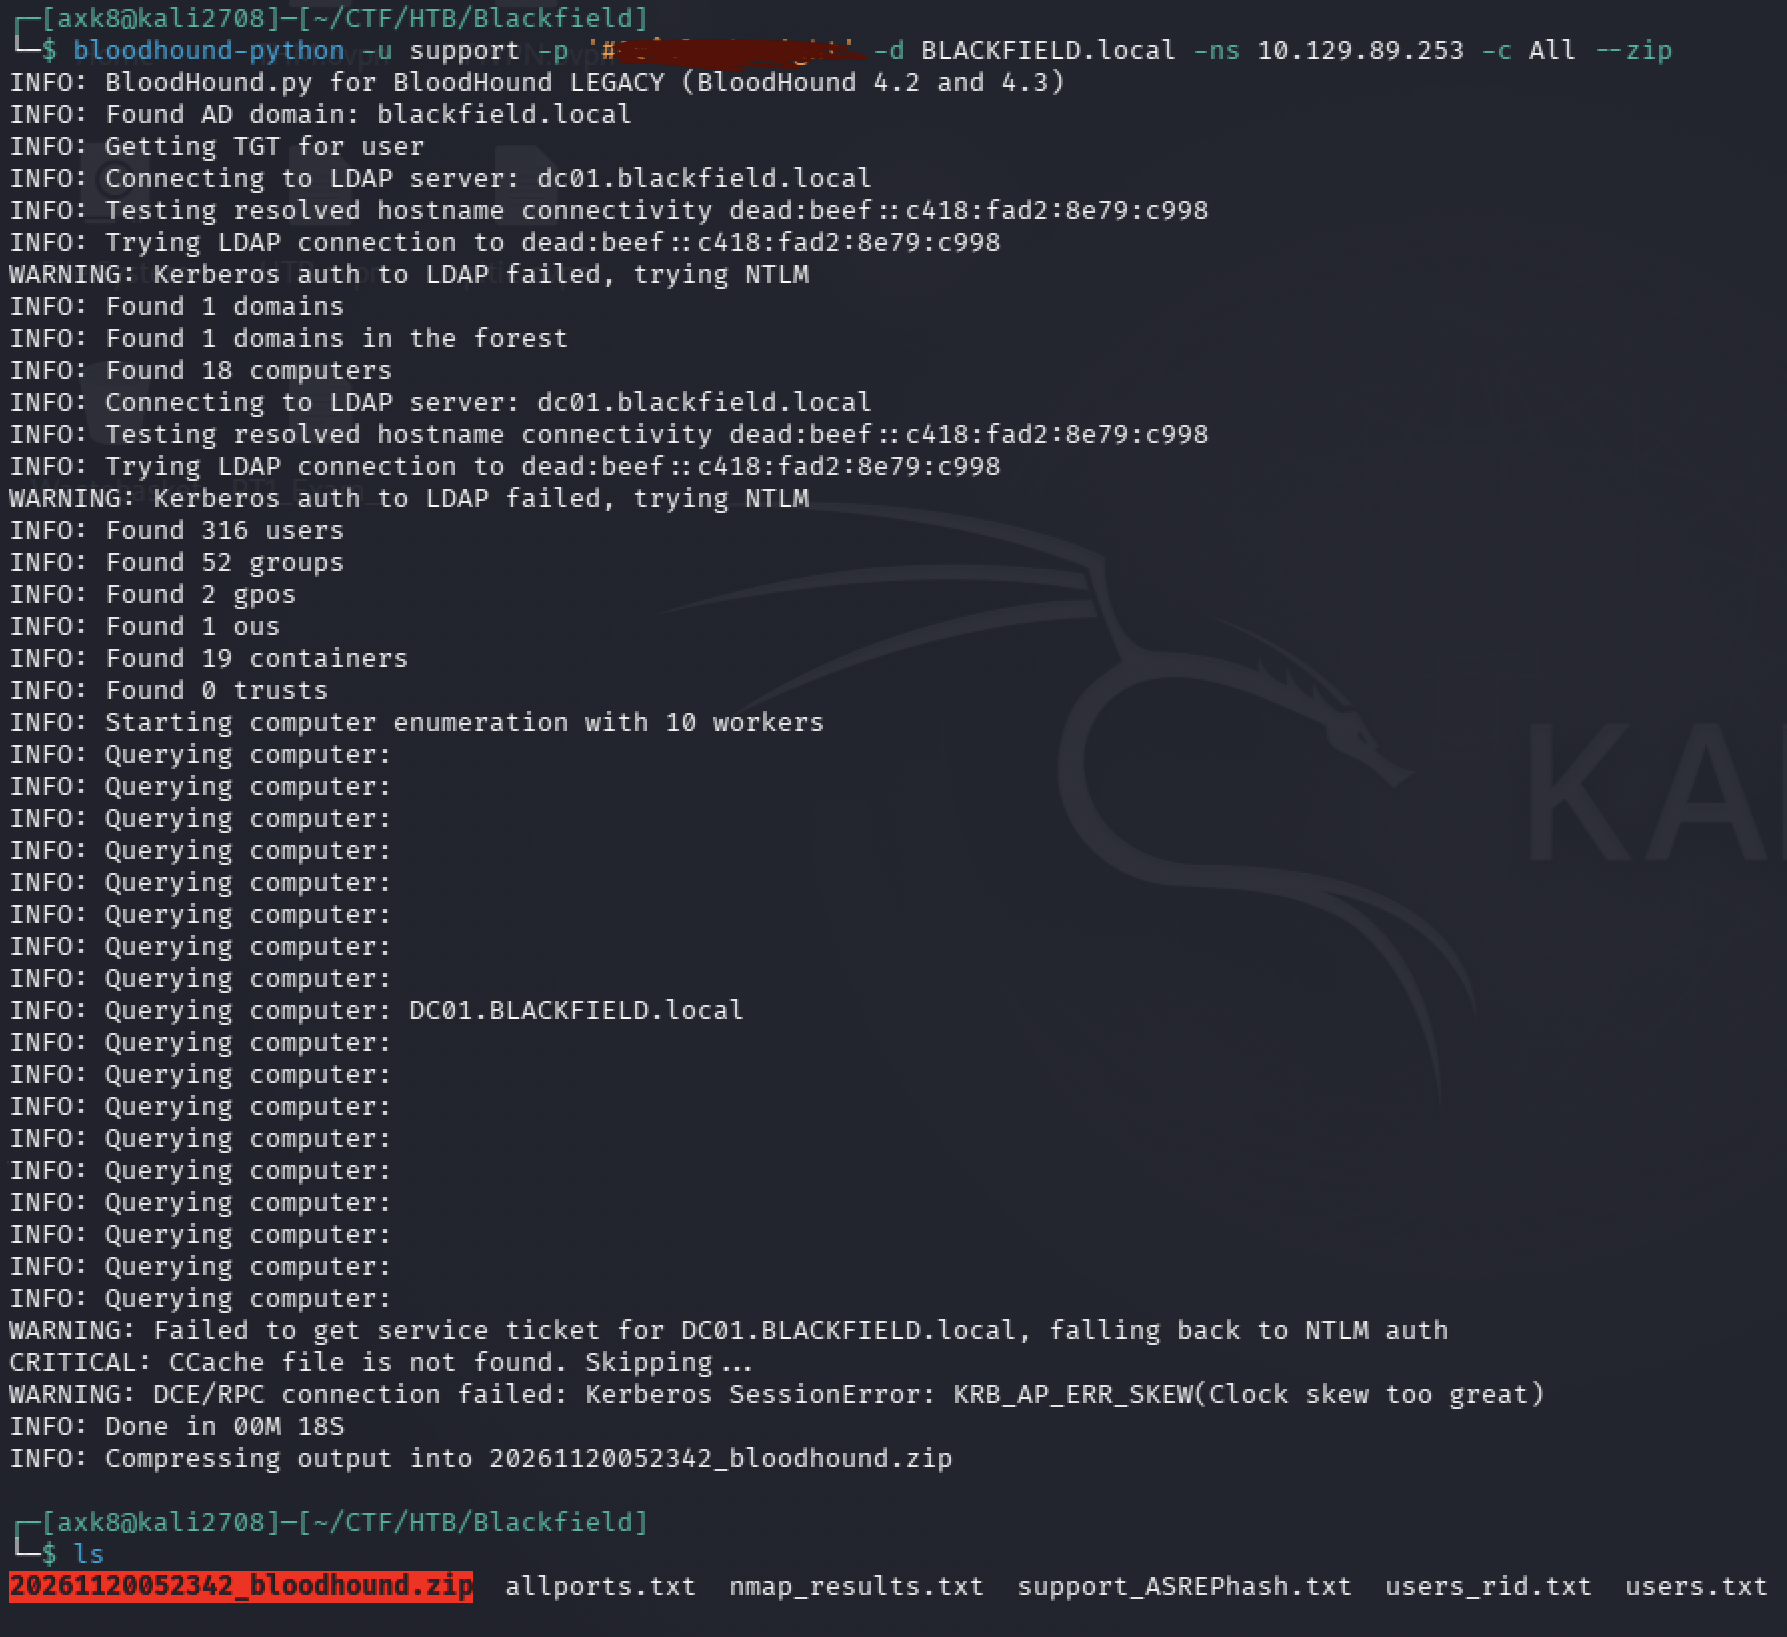 ┌─[axk8@kali2708]─[~/CTF/HTB/Blackfield]
└─$ bloodhound-python -u support -p '# ' -d BLACKFIELD.local -ns 10.129.89.253 -c All --zip
INFO: BloodHound.py for BloodHound LEGACY (BloodHound 4.2 and 4.3)
INFO: Found AD domain: blackfield.local
INFO: Getting TGT for user
INFO: Connecting to LDAP server: dc01.blackfield.local
INFO: Testing resolved hostname connectivity dead:beef::c418:fad2:8e79:c998
INFO: Trying LDAP connection to dead:beef::c418:fad2:8e79:c998
WARNING: Kerberos auth to LDAP failed, trying NTLM
INFO: Found 1 domains
INFO: Found 1 domains in the forest
INFO: Found 18 computers
INFO: Connecting to LDAP server: dc01.blackfield.local
INFO: Testing resolved hostname connectivity dead:beef::c418:fad2:8e79:c998
INFO: Trying LDAP connection to dead:beef::c418:fad2:8e79:c998
WARNING: Kerberos auth to LDAP failed, trying NTLM
INFO: Found 316 users
INFO: Found 52 groups
INFO: Found 2 gpos
INFO: Found 1 ous
INFO: Found 19 containers
INFO: Found 0 trusts
INFO: Starting computer enumeration with 10 workers
INFO: Querying computer:
INFO: Querying computer:
INFO: Querying computer:
INFO: Querying computer:
INFO: Querying computer:
INFO: Querying computer:
INFO: Querying computer:
INFO: Querying computer:
INFO: Querying computer: DC01.BLACKFIELD.local
INFO: Querying computer:
INFO: Querying computer:
INFO: Querying computer:
INFO: Querying computer:
INFO: Querying computer:
INFO: Querying computer:
INFO: Querying computer:
INFO: Querying computer:
INFO: Querying computer:
WARNING: Failed to get service ticket for DC01.BLACKFIELD.local, falling back to NTLM auth
CRITICAL: CCache file is not found. Skipping...
WARNING: DCE/RPC connection failed: Kerberos SessionError: KRB_AP_ERR_SKEW(Clock skew too great)
INFO: Done in 00M 18S
INFO: Compressing output into 20261120052342_bloodhound.zip
┌─[axk8@kali2708]─[~/CTF/HTB/Blackfield]
└─$ ls
20261120052342_bloodhound.zip allports.txt nmap_results.txt support_ASREPhash.txt users_rid.txt users.txt
KA